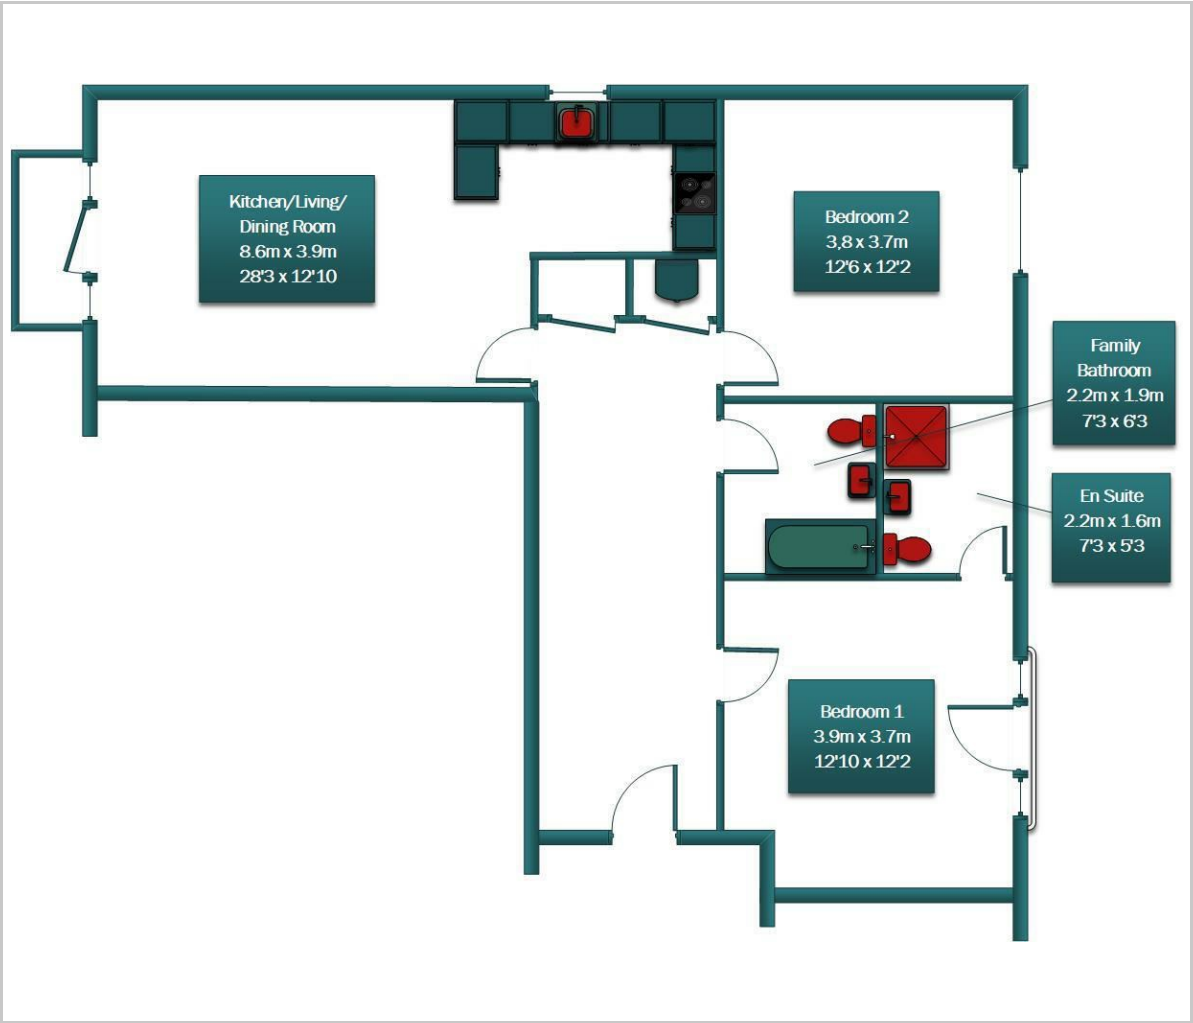 Kitchen/Living/
Dining Room
8.6m x 3.9m
28'3 x 12'10
Bedroom 2
3,8 x 3.7m
12'6 x 12'2
Family
Bathroom
2.2m x 1.9m
7'3 x 6'3
En Suite
2.2m x 1.6m
7'3 x 5'3
Bedroom 1
3.9m x 3.7m
12'10 x 12'2